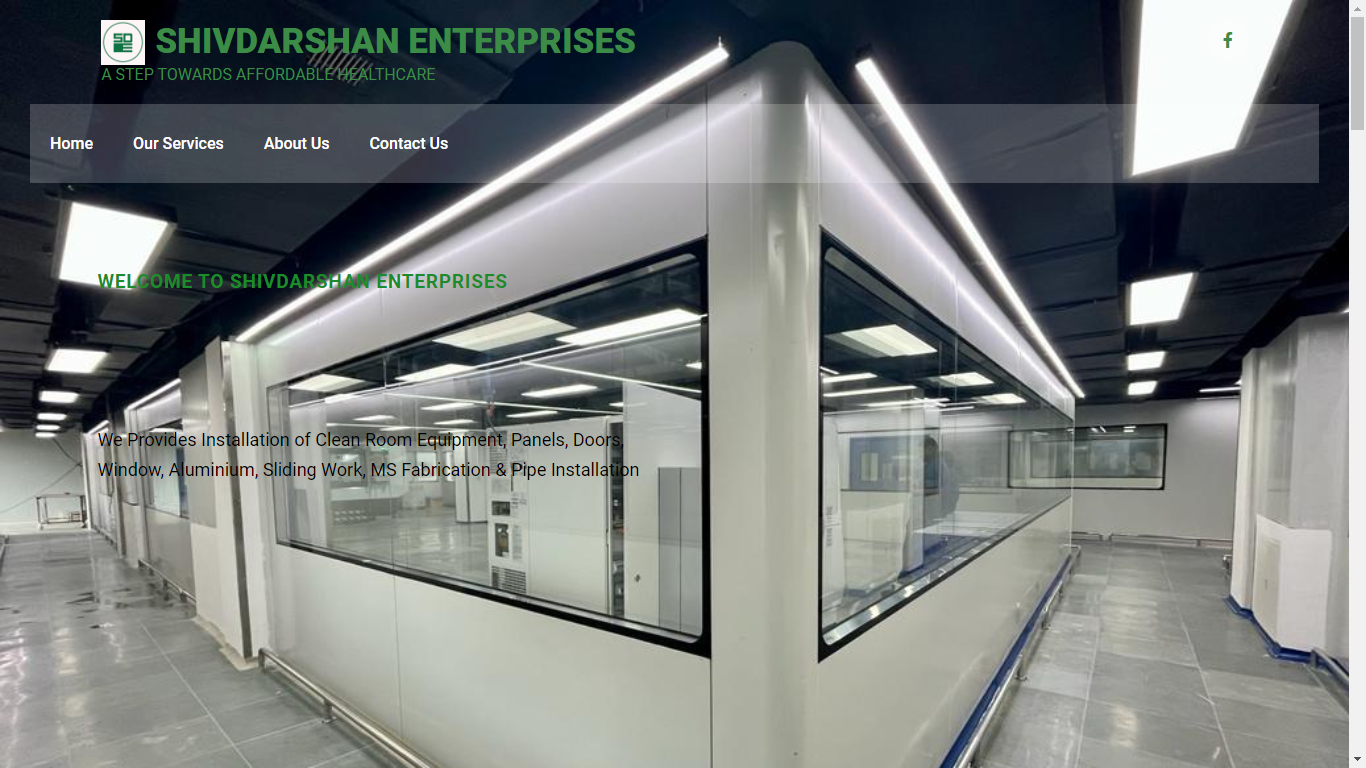 SHIVDARSHAN ENTERPRISES
A STEP TOWARDS AFFORDABLE HEALTHCARE
Home
Our Services
About Us
Contact Us
WELCOME TO SHIVDARSHAN ENTERPRISES
We Provides Installation of Clean Room Equipment, Panels, Doors,
Window, Aluminium, Sliding Work, MS Fabrication & Pipe Installation